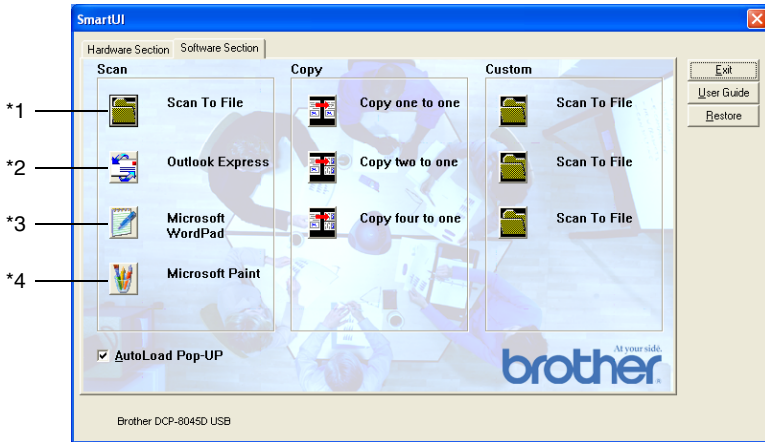 SmartUI
Hardware Section
Software Section
Scan
Copy
Custom
Exit
User Guide
Restore
*1
Scan To File
Copy one to one
Scan To File
*2
Outlook Express
Copy two to one
Scan To File
*3
Microsoft
WordPad
Copy four to one
Scan To File
*4
Microsoft Paint
AutoLoad Pop-UP
At your side.
brother
Brother DCP-8045D USB